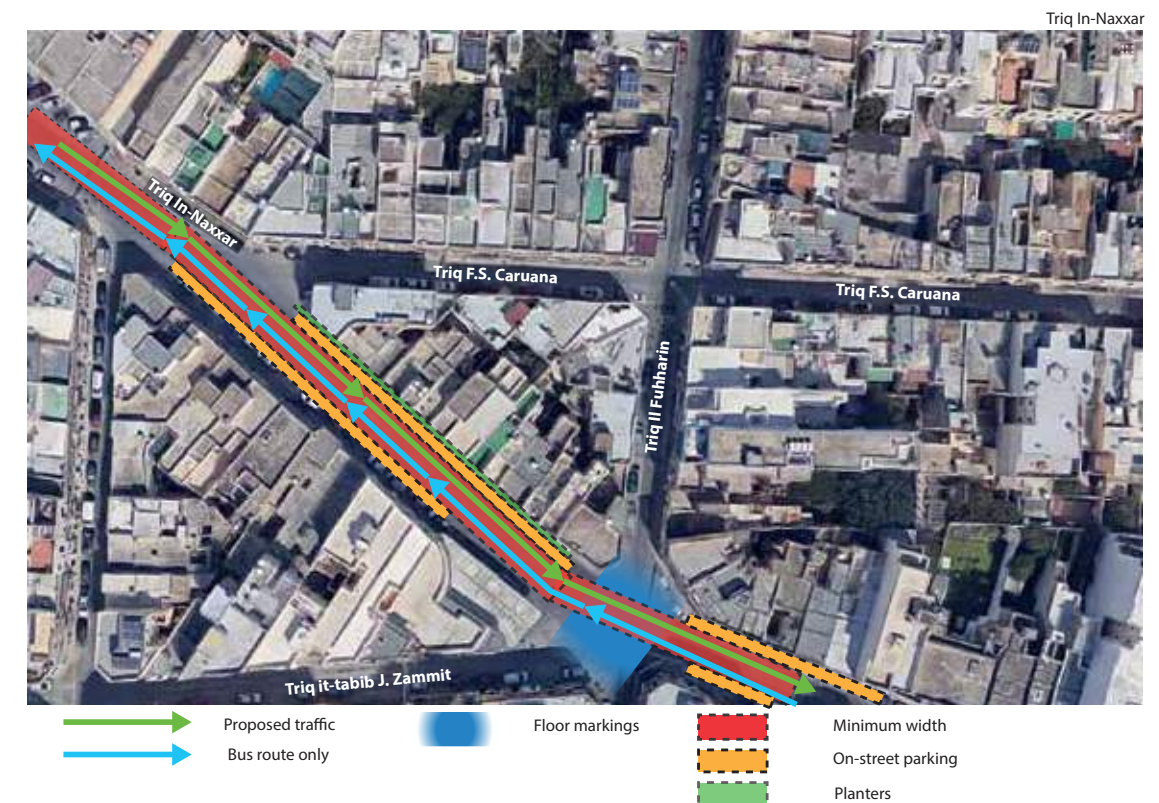 Triq In-Naxxar
Triq In-Naxxar
Triq F.S. Caruana
Triq F.S. Caruana
Triq Il Fuhharin
Triq it-tabib J. Zammit
Proposed traffic
Floor markings
Minimum width
Bus route only
On-street parking
Planters